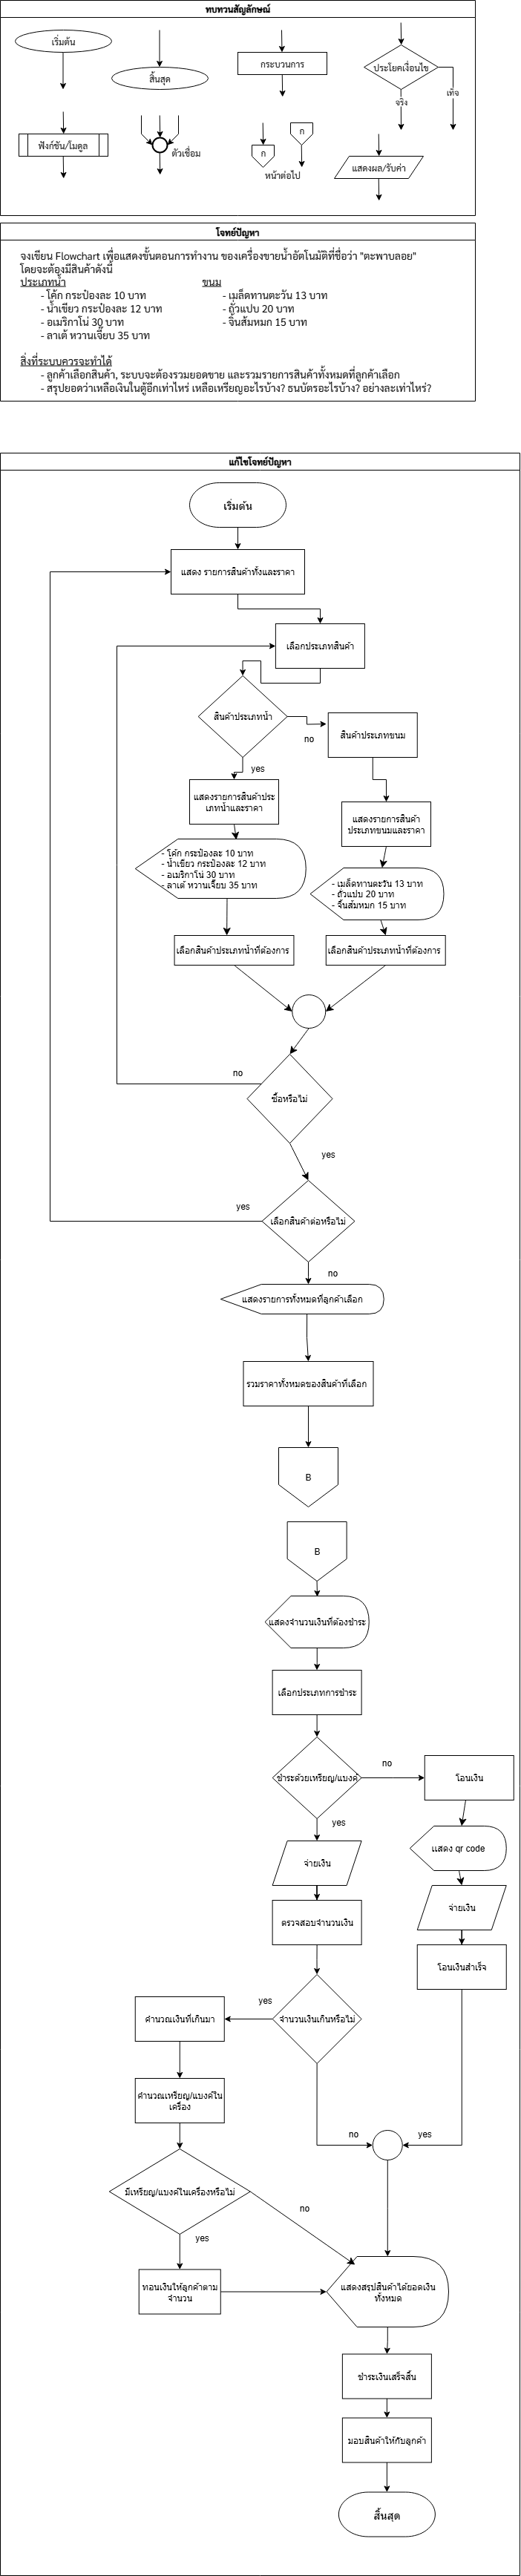 ทบทวนสัญลักษณ์
เริ่มต้น
สิ้นสุด
กระบวนการ
ประโยคเงื่อนไข
จริง
เท็จ
ฟังก์ชัน/โมดูล
ตัวเชื่อม
ก
ก
หน้าต่อไป
แสดงผล/รับค่า
โจทย์ปัญหา
จงเขียน Flowchart เพื่อแสดงขั้นตอนการทำงาน ของเครื่องขายน้ำอัตโนมัติที่ชื่อว่า "ตะพาบลอย"
โดยจะต้องมีสินค้าดังนี้
ประเภทน้ำ
- โค้ก กระป๋องละ 10 บาท
- น้ำเขียว กระป๋องละ 12 บาท
- อเมริกาโน่ 30 บาท
- ลาเต้ หวานเจี๊ยบ 35 บาท
ขนม
- เมล็ดทานตะวัน 13 บาท
- ถั่วแปบ 20 บาท
- จิ้นส้มหมก 15 บาท
สิ่งที่ระบบควรจะทำได้
- ลูกค้าเลือกสินค้า, ระบบจะต้องรวมยอดขาย และรวมรายการสินค้าทั้งหมดที่ลูกค้าเลือก
- สรุปยอดว่าเหลือเงินในตู้อีกเท่าไหร่ เหลือเหรียญอะไรบ้าง? ธนบัตรอะไรบ้าง? อย่างละเท่าไหร่?
แก้ไขโจทย์ปัญหา
เริ่มต้น
แสดง รายการสินค้าทั้งและราคา
เลือกประเภทสินค้า
สินค้าประเภทน้ำ
no
สินค้าประเภทขนม
yes
แสดงรายการสินค้าประ
เภทน้ำและราคา
แสดงรายการสินค้า
ประเภทขนมและราคา
- โค้ก กระป๋องละ 10 บาท
- น้ำเขียว กระป๋องละ 12 บาท
- อเมริกาโน่ 30 บาท
- ลาเต้ หวานเจี๊ยบ 35 บาท
- เมล็ดทานตะวัน 13 บาท
- ถั่วแปบ 20 บาท
- จิ้นส้มหมก 15 บาท
เลือกสินค้าประเภทน้ำที่ต้องการ
เลือกสินค้าประเภทน้ำที่ต้องการ
no
ซื้อหรือไม่
yes
yes
เลือกสินค้าต่อหรือไม่
no
แสดงรายการทั้งหมดที่ลูกค้าเลือก
รวมราคาทั้งหมดของสินค้าที่เลือก
B
B
แสดงจำนวนเงินที่ต้องชำระ
เลือกประเภทการชำระ
ชำระด้วยเหรียญ/แบงค์
no
โอนเงิน
yes
แสดง qr code
จ่ายเงิน
จ่ายเงิน
ตรวจสอบจำนวนเงิน
โอนเงินสำเร็จ
yes
จำนวนเงินเกินหรือไม่
คำนวณเงินที่เกินมา
คำนวณเหรียญ/แบงค์ใน
เครื่อง
no
yes
มีเหรียญ/แบงค์ในเครื่องหรือไม่
no
yes
ทอนเงินให้ลูกค้าตาม
จำนวน
แสดงสรุปสินค้าได้ยอดเงิน
ทั้งหมด
ชำระเงินเสร็จสิ้น
มอบสินค้าให้กับลูกค้า
สิ้นสุด